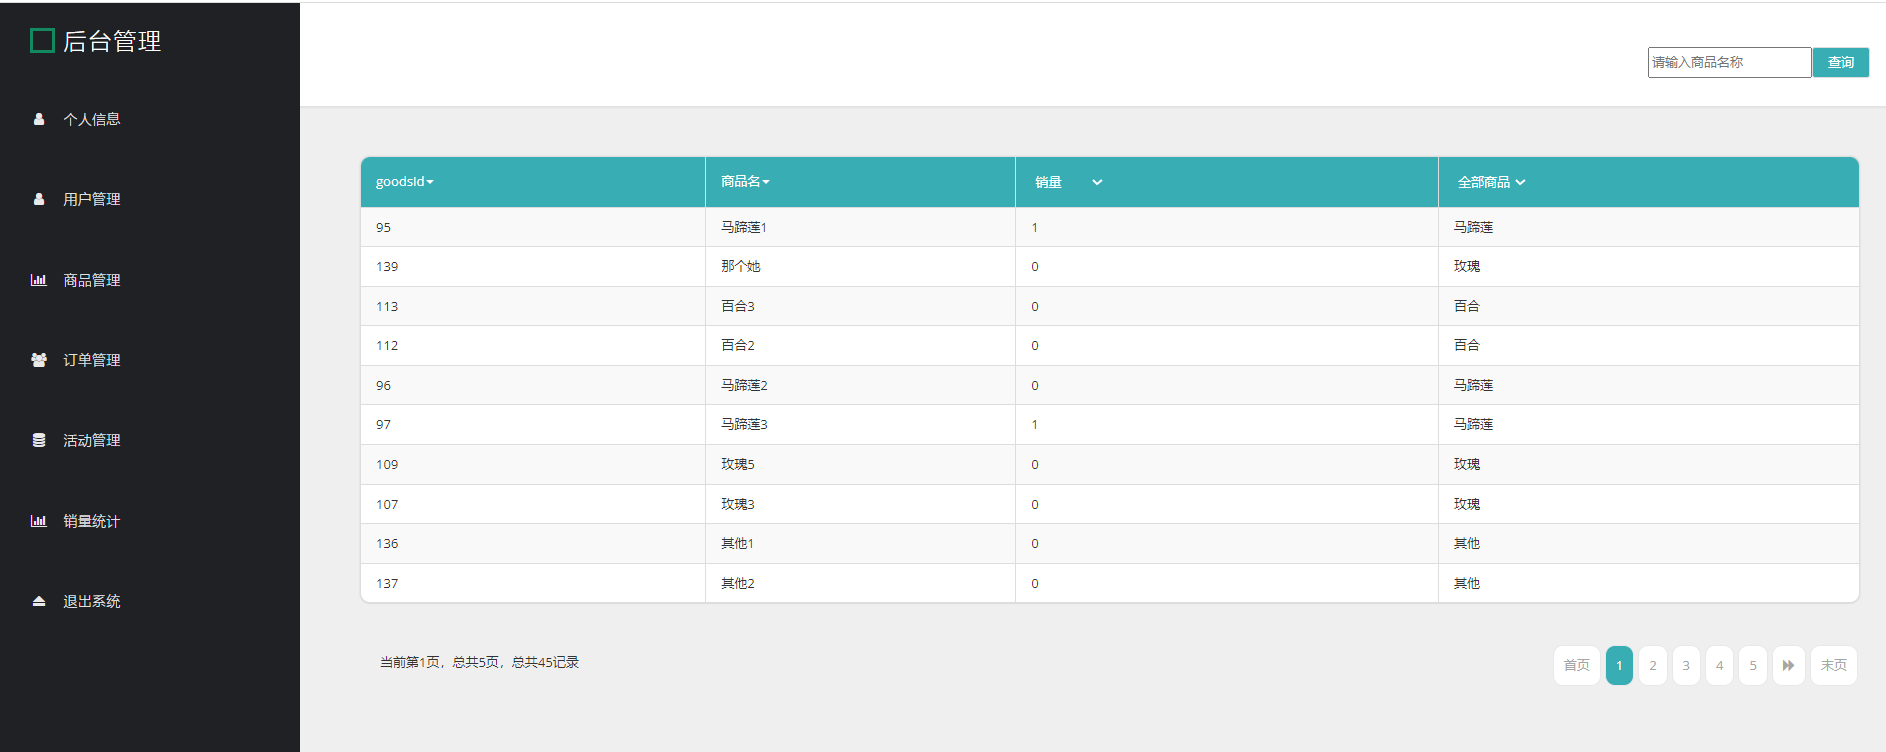 后台管理
个人信息
用户管理
商品管理
订单管理
活动管理
销量统计
退出系统
请输入商品名称 查询
goodsId 商品名 销量 全部商品
95 马蹄莲1 1 马蹄莲
139 那个她 0 玫瑰
113 百合3 0 百合
112 百合2 0 百合
96 马蹄莲2 0 马蹄莲
97 马蹄莲3 1 马蹄莲
109 玫瑰5 0 玫瑰
107 玫瑰3 0 玫瑰
136 其他1 0 其他
137 其他2 0 其他
当前第1页，总共5页，总共45记录 首页 1 2 3 4 5 末页